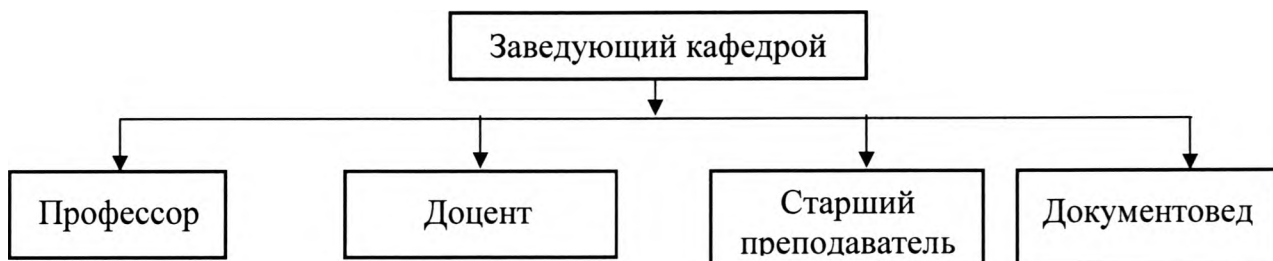 Заведующий кафедрой
Профессор
Доцент
Старший
преподаватель
Документовед